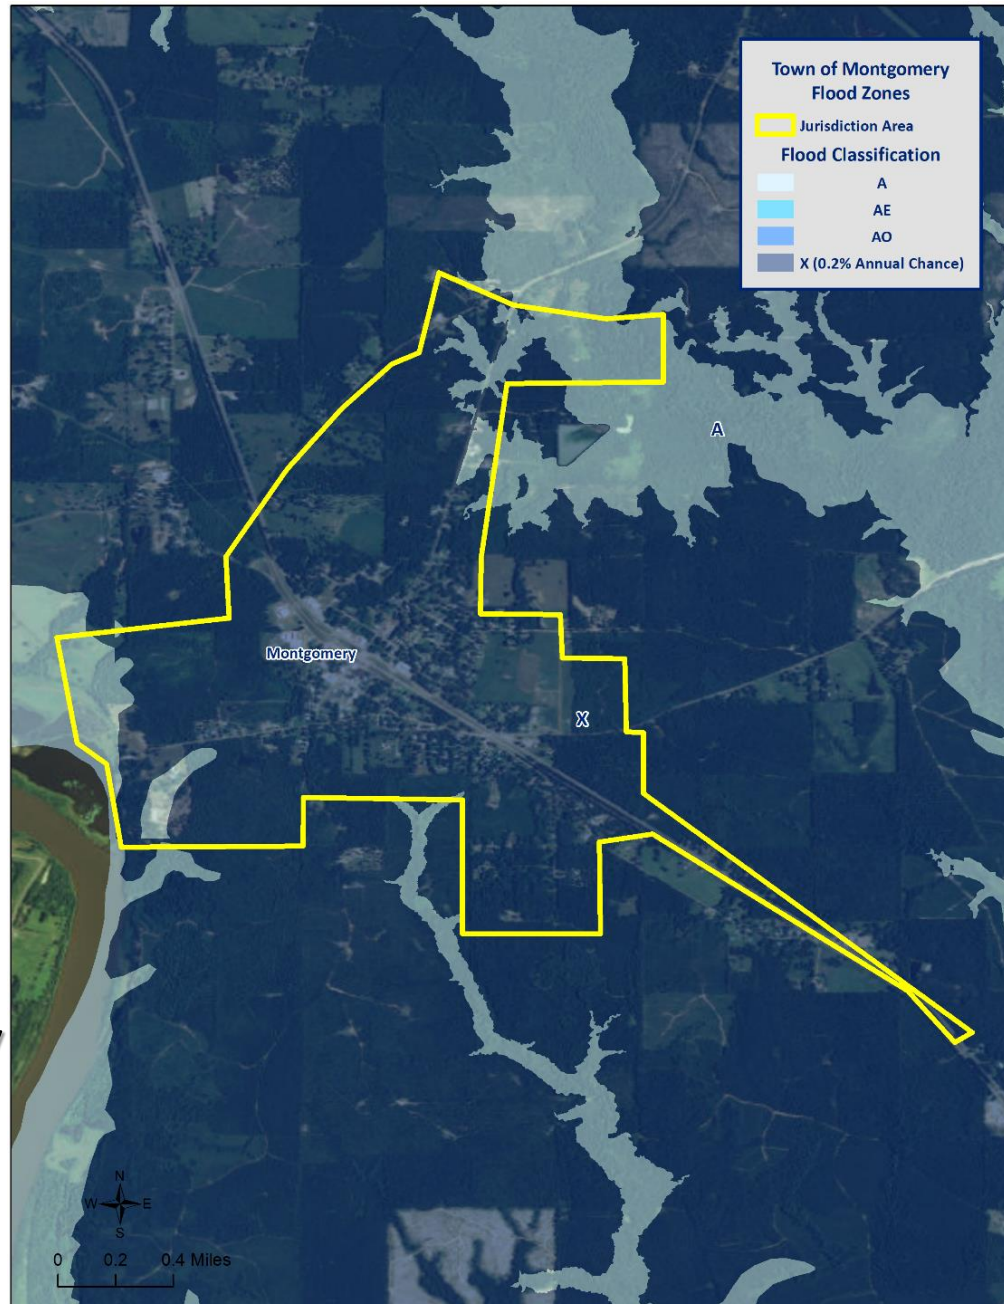 Town of Montgomery
Flood Zones
Jurisdiction Area
Flood Classification
A
AE
AO
X (0.2% Annual Chance)
A
Montgomery
X
N
W E
S
0 0.2 0.4 Miles